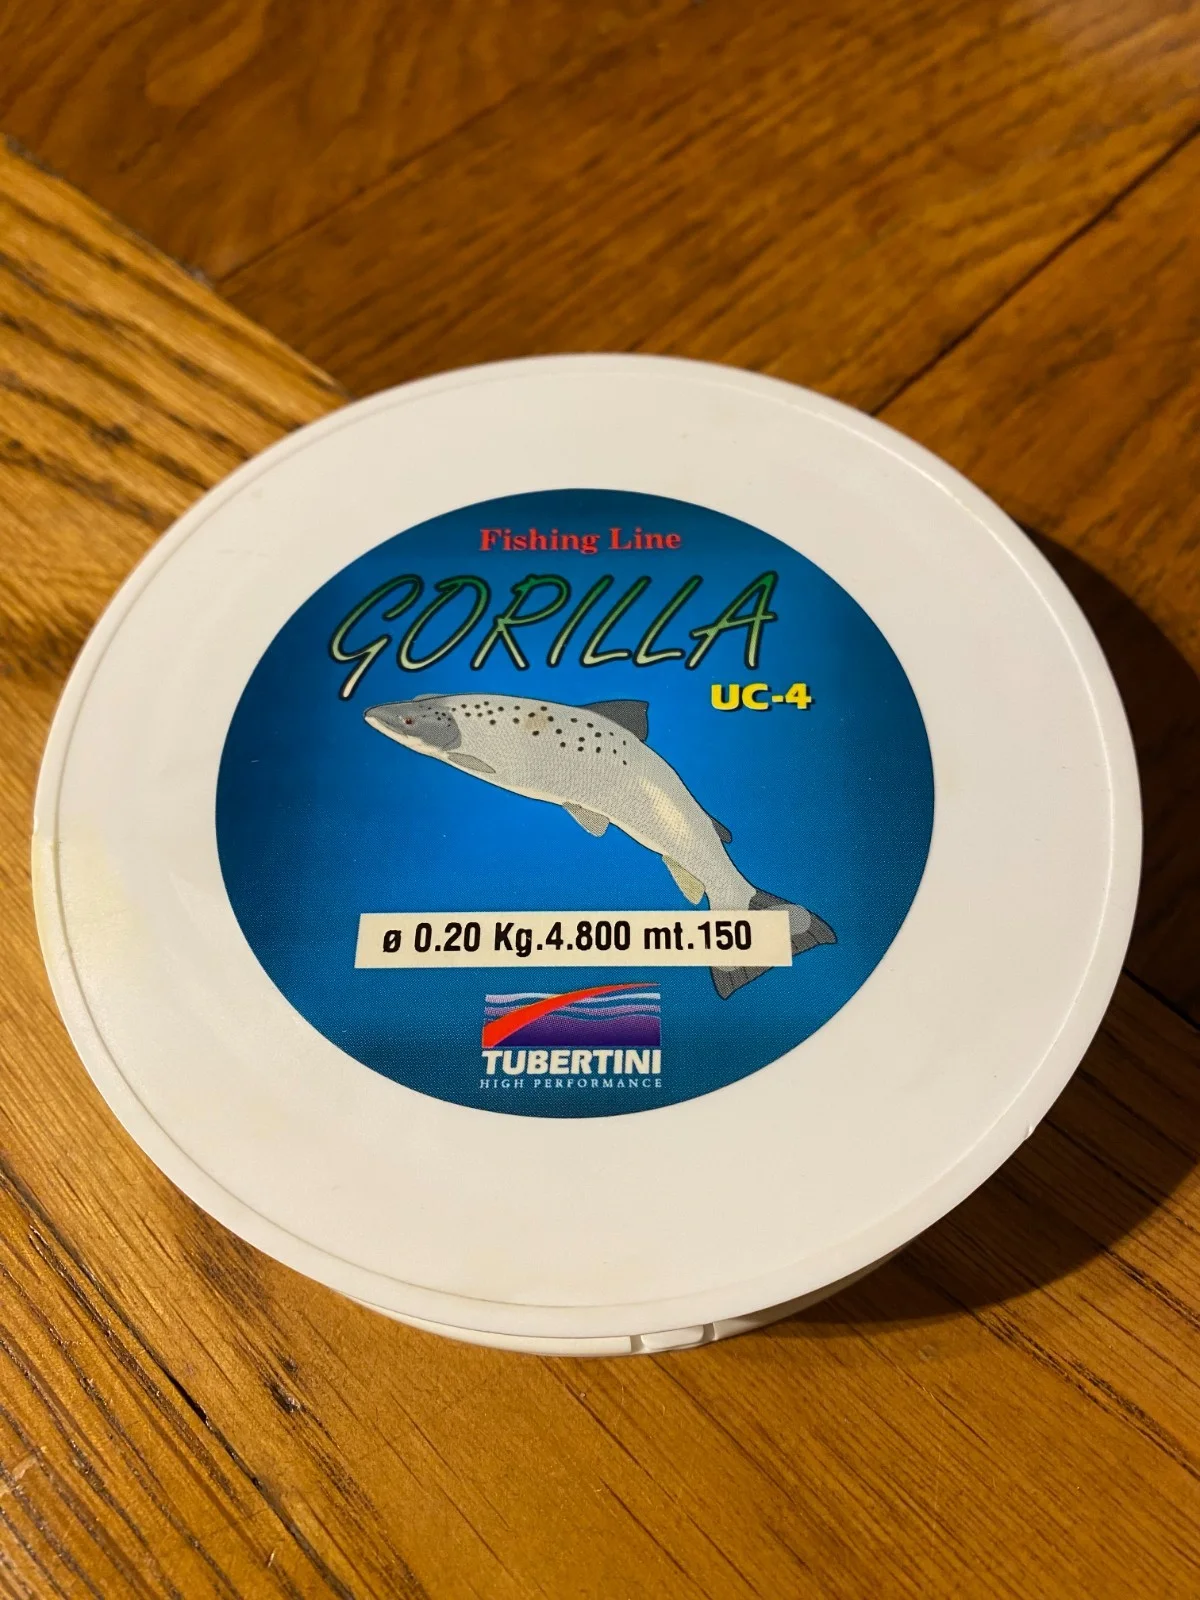 Fishing Line
GORILLA
UC-4
ø 0.20 Kg.4.800 mt.150
TUBERTINI
HIGH PERFORMANCE